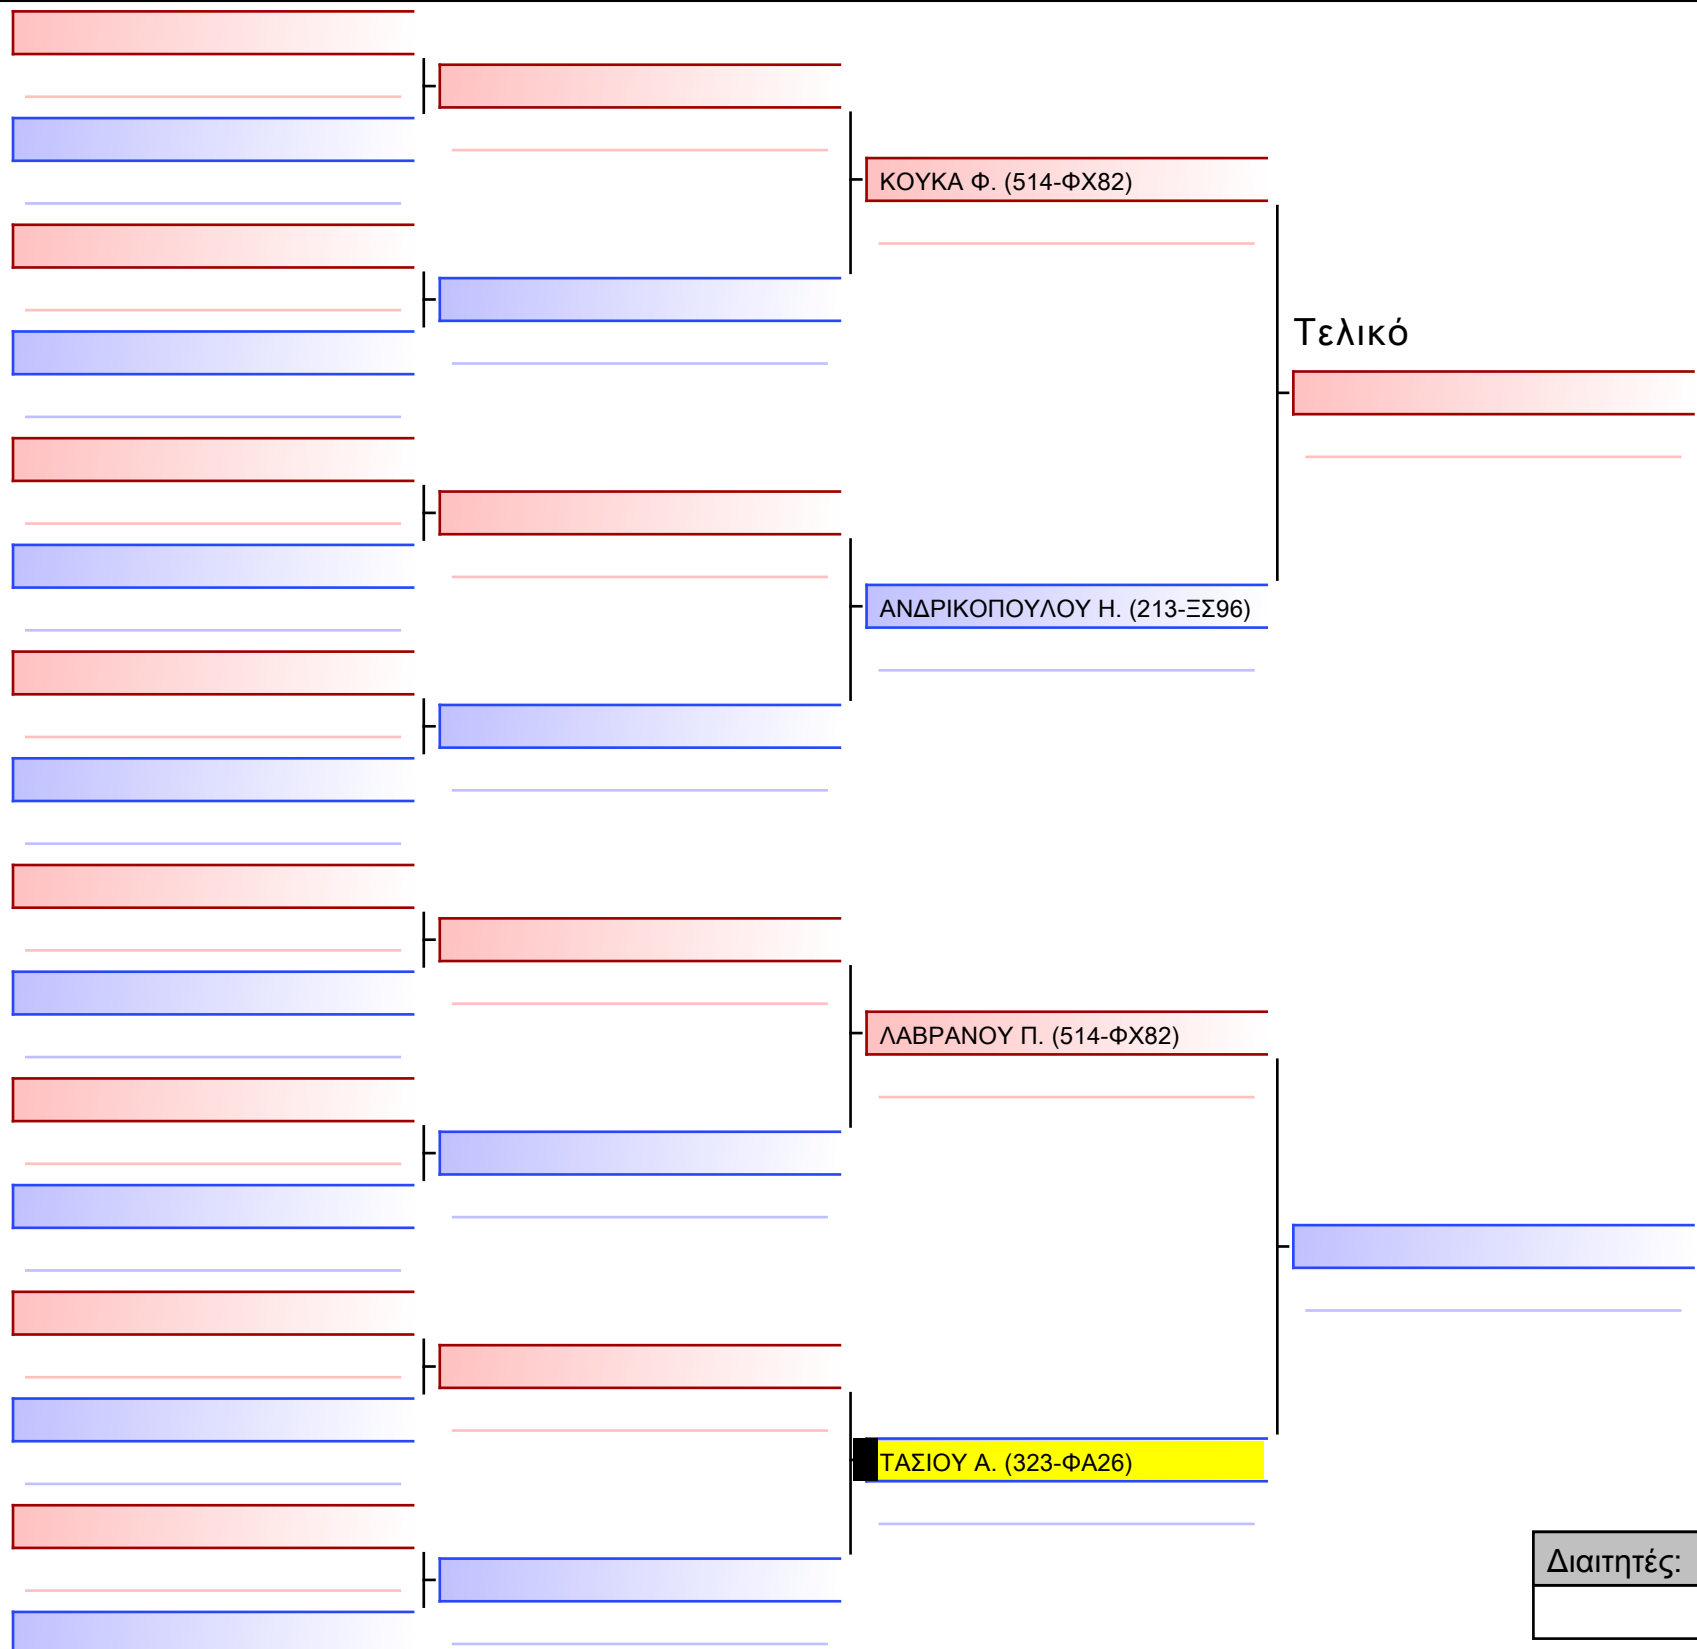 ΚΟΥΚΑ Φ. (514-ΦΧ82)
Τελικό
ΑΝΔΡΙΚΟΠΟΥΛΟΥ Η. (213-ΞΣ96)
ΛΑΒΡΑΝΟΥ Π. (514-ΦΧ82)
ΤΑΣΙΟΥ Α. (323-ΦΑ26)
Διαιτητές: